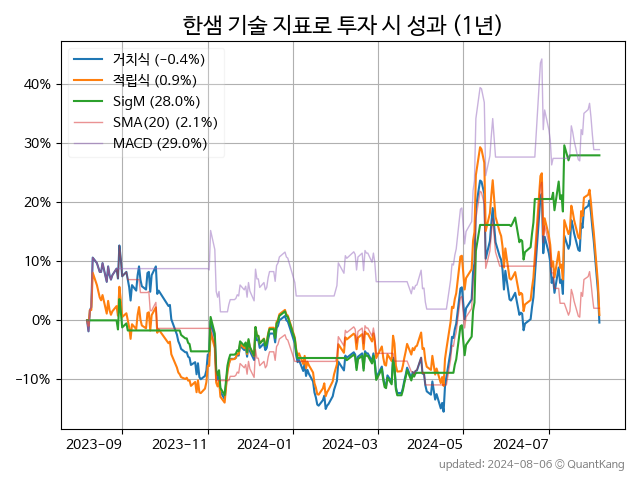 한샘 기술 지표로 투자 시 성과 (1년)
거치식 (−0.4%)
적립식 (0.9%)
SigM (28.0%)
SMA(20) (2.1%)
MACD (29.0%)
40%
30%
20%
10%
0%
−10%
2023-09 2023-11 2024-01 2024-03 2024-05 2024-07
updated: 2024-08-06 © QuantKang